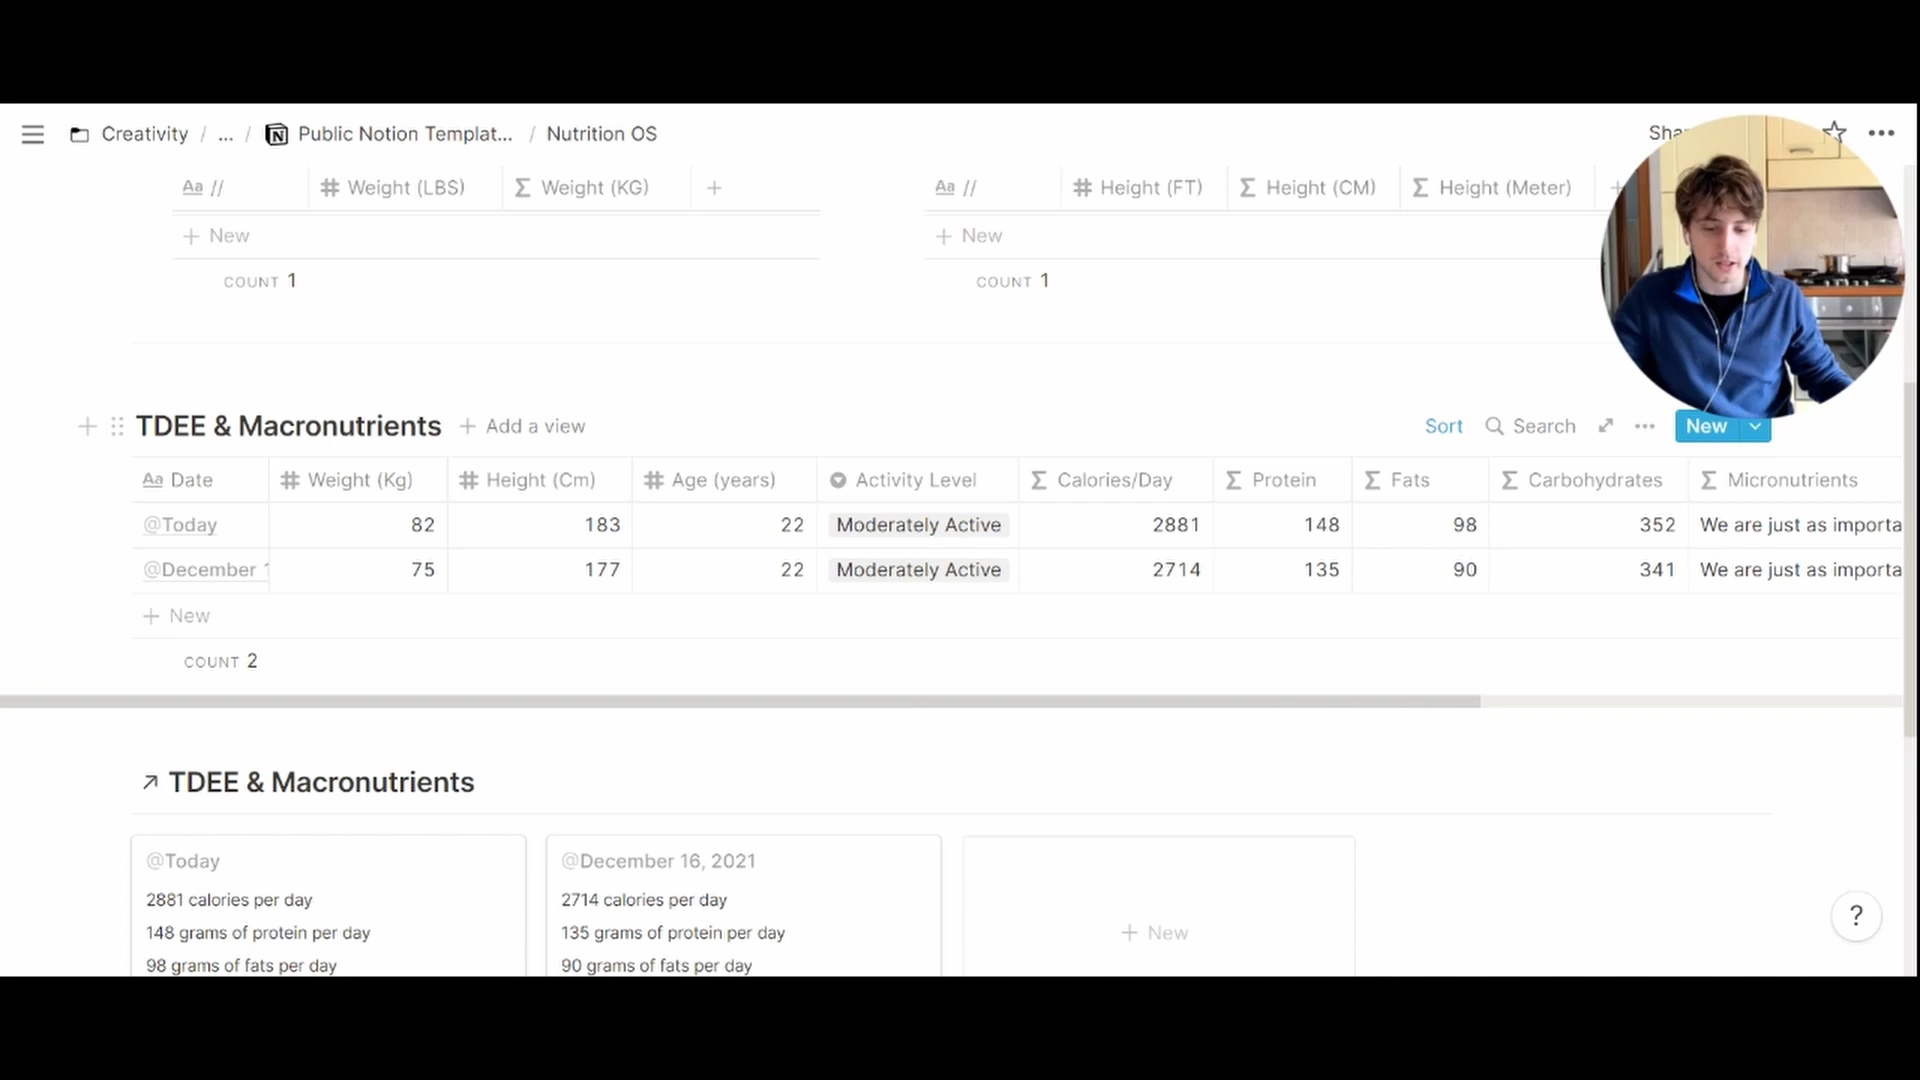 Creativity / ... / Public Notion Templat... / Nutrition OS
Aa // # Weight (LBS) Σ Weight (KG) + Aa // # Height (FT) Σ Height (CM) Σ Height (Meter)
+ New + New
COUNT 1 COUNT 1
TDEE & Macronutrients + Add a view Sort Search New
Aa Date # Weight (Kg) # Height (Cm) # Age (years) Activity Level Σ Calories/Day Σ Protein Σ Fats Σ Carbohydrates Σ Micronutrients
@Today 82 183 22 Moderately Active 2881 148 98 352 We are just as importa
@December 75 177 22 Moderately Active 2714 135 90 341 We are just as importa
+ New
COUNT 2
TDEE & Macronutrients
@Today
2881 calories per day
148 grams of protein per day
98 grams of fats per day
@December 16, 2021
2714 calories per day
135 grams of protein per day
90 grams of fats per day
+ New
?